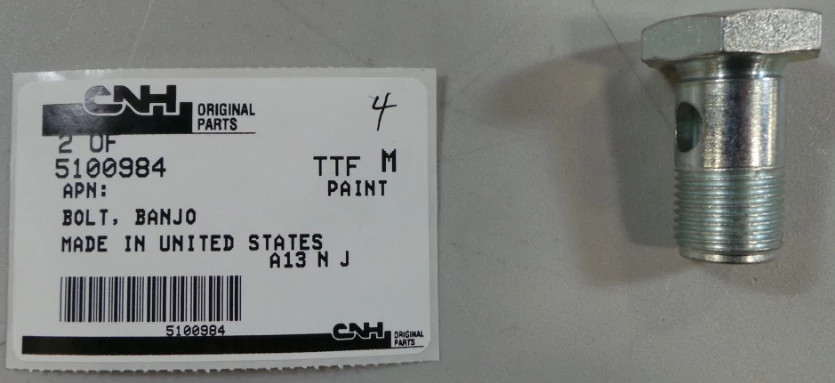 CNH ORIGINAL
PARTS
4
2 OF
5100984 TTF M
APN: PAINT
BOLT, BANJO
MADE IN UNITED STATES
A13 N J
5100984
CNH ORIGINAL
PARTS